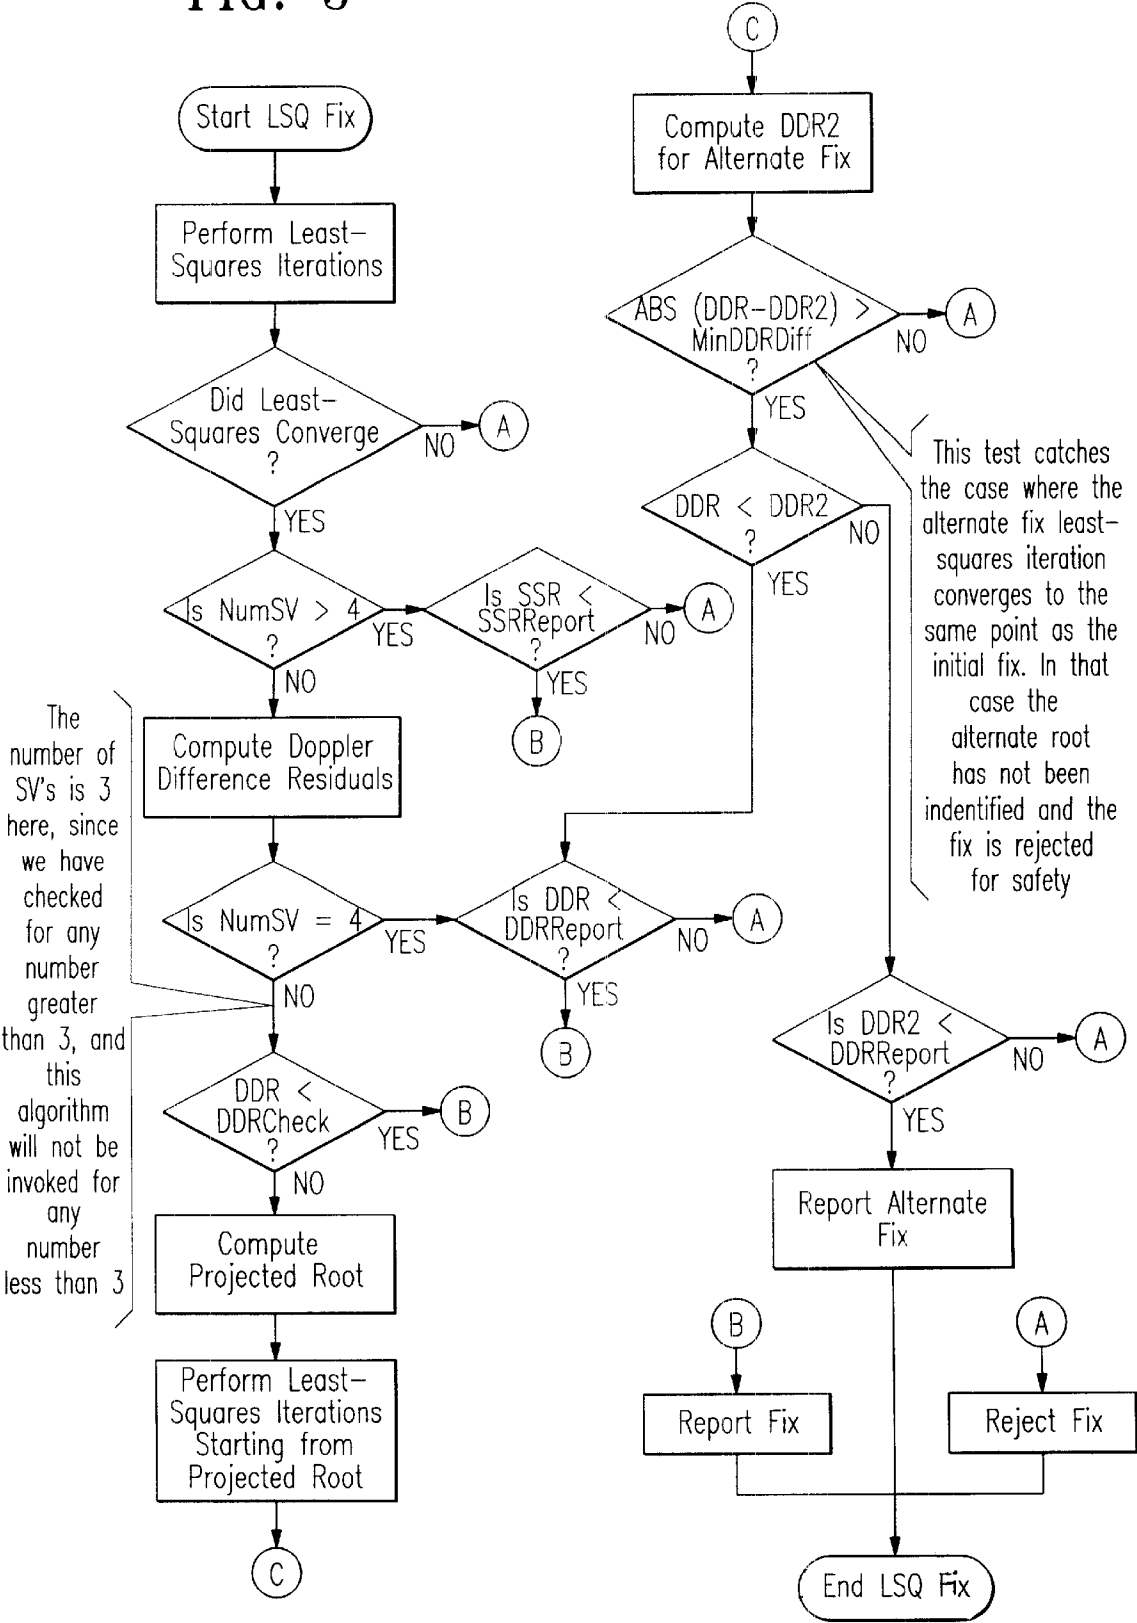 FIG. 3
Start LSQ Fix
Perform Least-
Squares Iterations
Did Least-
Squares Converge
?
NO
A
YES
Is NumSV > 4
?
YES
NO
Is SSR <
SSRReport
?
NO
A
YES
B
Compute Doppler
Difference Residuals
Is NumSV = 4
?
YES
NO
Is DDR <
DDRReport
?
NO
A
YES
B
The
number of
SV's is 3
here, since
we have
checked
for any
number
greater
than 3, and
this
algorithm
will not be
invoked for
any
number
less than 3
DDR <
DDRCheck
?
YES
B
NO
Compute
Projected Root
Perform Least-
Squares Iterations
Starting from
Projected Root
C
C
Compute DDR2
for Alternate Fix
ABS (DDR-DDR2) >
MinDDRDiff
?
NO
A
YES
DDR < DDR2
?
NO
YES
This test catches
the case where the
alternate fix least-
squares iteration
converges to the
same point as the
initial fix. In that
case the
alternate root
has not been
indentified and the
fix is rejected
for safety
Is DDR2 <
DDRReport
?
NO
A
YES
Report Alternate
Fix
B
A
Report Fix
Reject Fix
End LSQ Fix